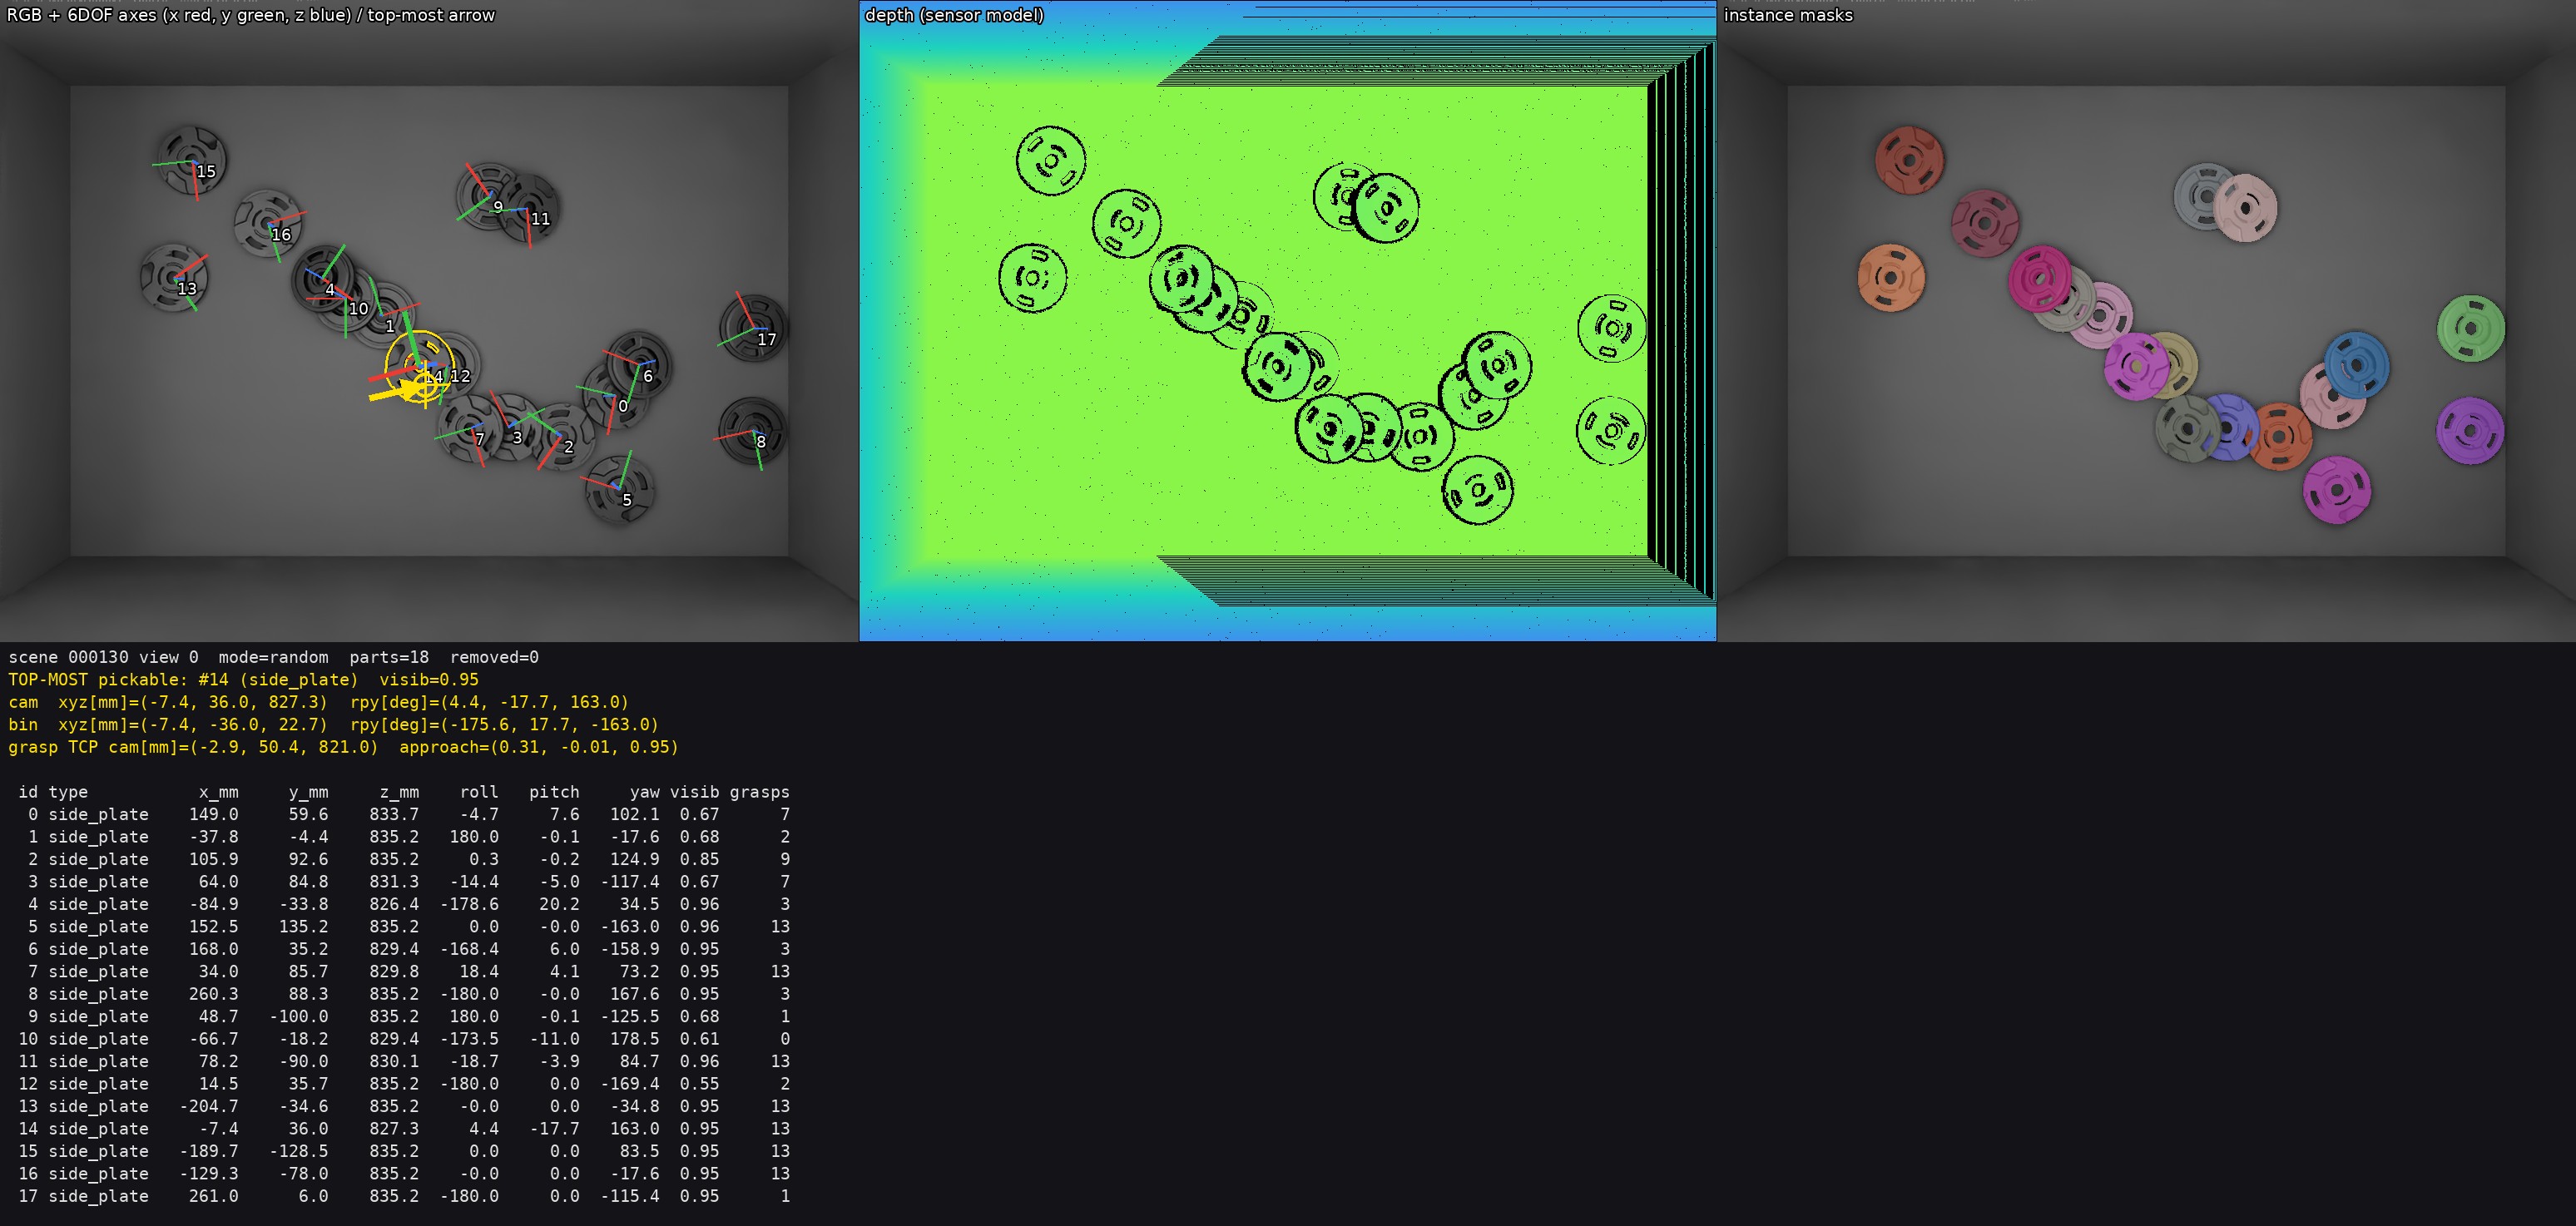 RGB + 6DOF axes (x red, y green, z blue) / top-most arrow
depth (sensor model)
instance masks
15
9
11
16
13
4
10
1
17
14
12
6
0
7
3
2
8
5
scene 000130 view 0  mode=random  parts=18  removed=0
TOP-MOST pickable: #14 (side_plate)  visib=0.95
cam  xyz[mm]=(-7.4, 36.0, 827.3)  rpy[deg]=(4.4, -17.7, 163.0)
bin  xyz[mm]=(-7.4, -36.0, 22.7)  rpy[deg]=(-175.6, 17.7, -163.0)
grasp TCP cam[mm]=(-2.9, 50.4, 821.0)  approach=(0.31, -0.01, 0.95)
id type x_mm y_mm z_mm roll pitch yaw visib grasps
0 side_plate 149.0 59.6 833.7 -4.7 7.6 102.1 0.67 7
1 side_plate -37.8 -4.4 835.2 180.0 -0.1 -17.6 0.68 2
2 side_plate 105.9 92.6 835.2 0.3 -0.2 124.9 0.85 9
3 side_plate 64.0 84.8 831.3 -14.4 -5.0 -117.4 0.67 7
4 side_plate -84.9 -33.8 826.4 -178.6 20.2 34.5 0.96 3
5 side_plate 152.5 135.2 835.2 0.0 -0.0 -163.0 0.96 13
6 side_plate 168.0 35.2 829.4 -168.4 6.0 -158.9 0.95 3
7 side_plate 34.0 85.7 829.8 18.4 4.1 73.2 0.95 13
8 side_plate 260.3 88.3 835.2 -180.0 -0.0 167.6 0.95 3
9 side_plate 48.7 -100.0 835.2 180.0 -0.1 -125.5 0.68 1
10 side_plate -66.7 -18.2 829.4 -173.5 -11.0 178.5 0.61 0
11 side_plate 78.2 -90.0 830.1 -18.7 -3.9 84.7 0.96 13
12 side_plate 14.5 35.7 835.2 -180.0 0.0 -169.4 0.55 2
13 side_plate -204.7 -34.6 835.2 -0.0 0.0 -34.8 0.95 13
14 side_plate -7.4 36.0 827.3 4.4 -17.7 163.0 0.95 13
15 side_plate -189.7 -128.5 835.2 0.0 0.0 83.5 0.95 13
16 side_plate -129.3 -78.0 835.2 -0.0 0.0 -17.6 0.95 13
17 side_plate 261.0 6.0 835.2 -180.0 0.0 -115.4 0.95 1